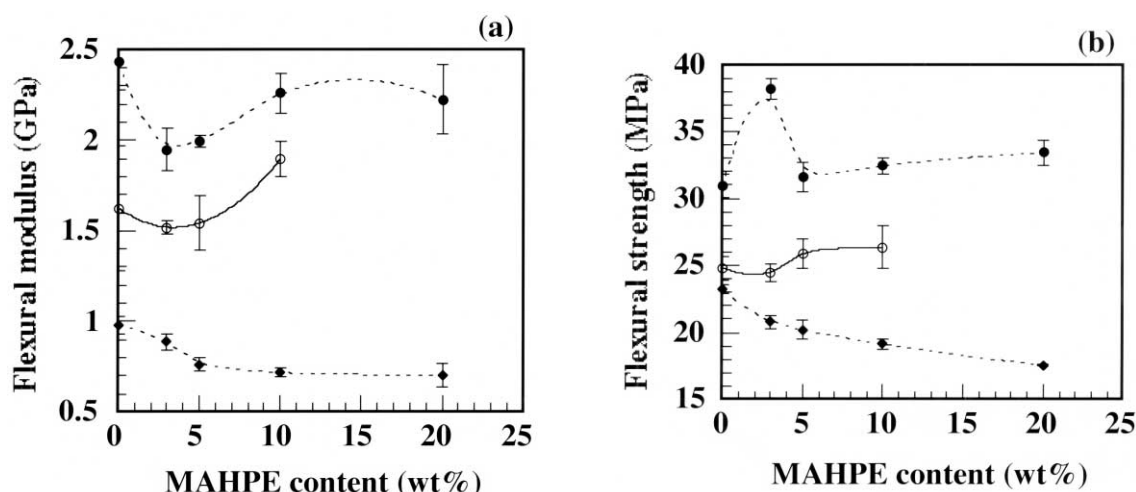 (a)
Flexural modulus (GPa)
2.5
2
1.5
1
0.5
0 5 10 15 20 25
MAHPE content (wt%)
(b)
Flexural strength (MPa)
40
35
30
25
20
15
0 5 10 15 20 25
MAHPE content (wt%)